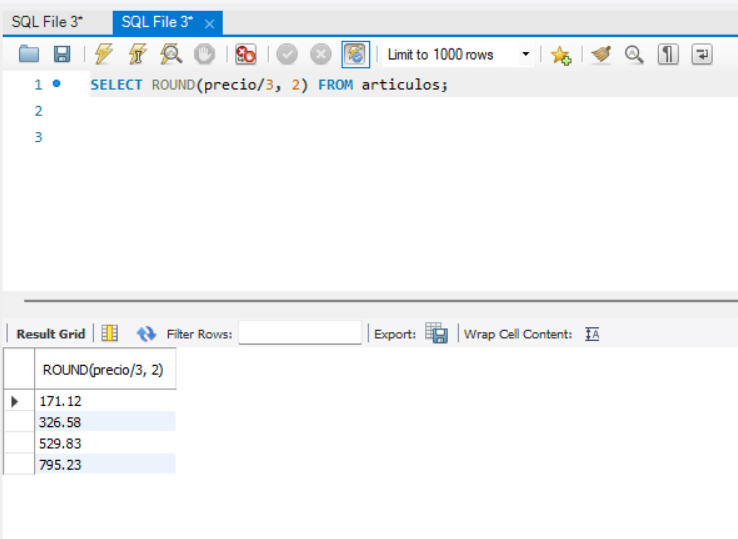 SQL File 3* SQL File 3* ×
Limit to 1000 rows
1 SELECT ROUND(precio/3, 2) FROM articulos;
2
3
Result Grid Filter Rows: Export: Wrap Cell Content:
ROUND(precio/3, 2)
171.12
326.58
529.83
795.23